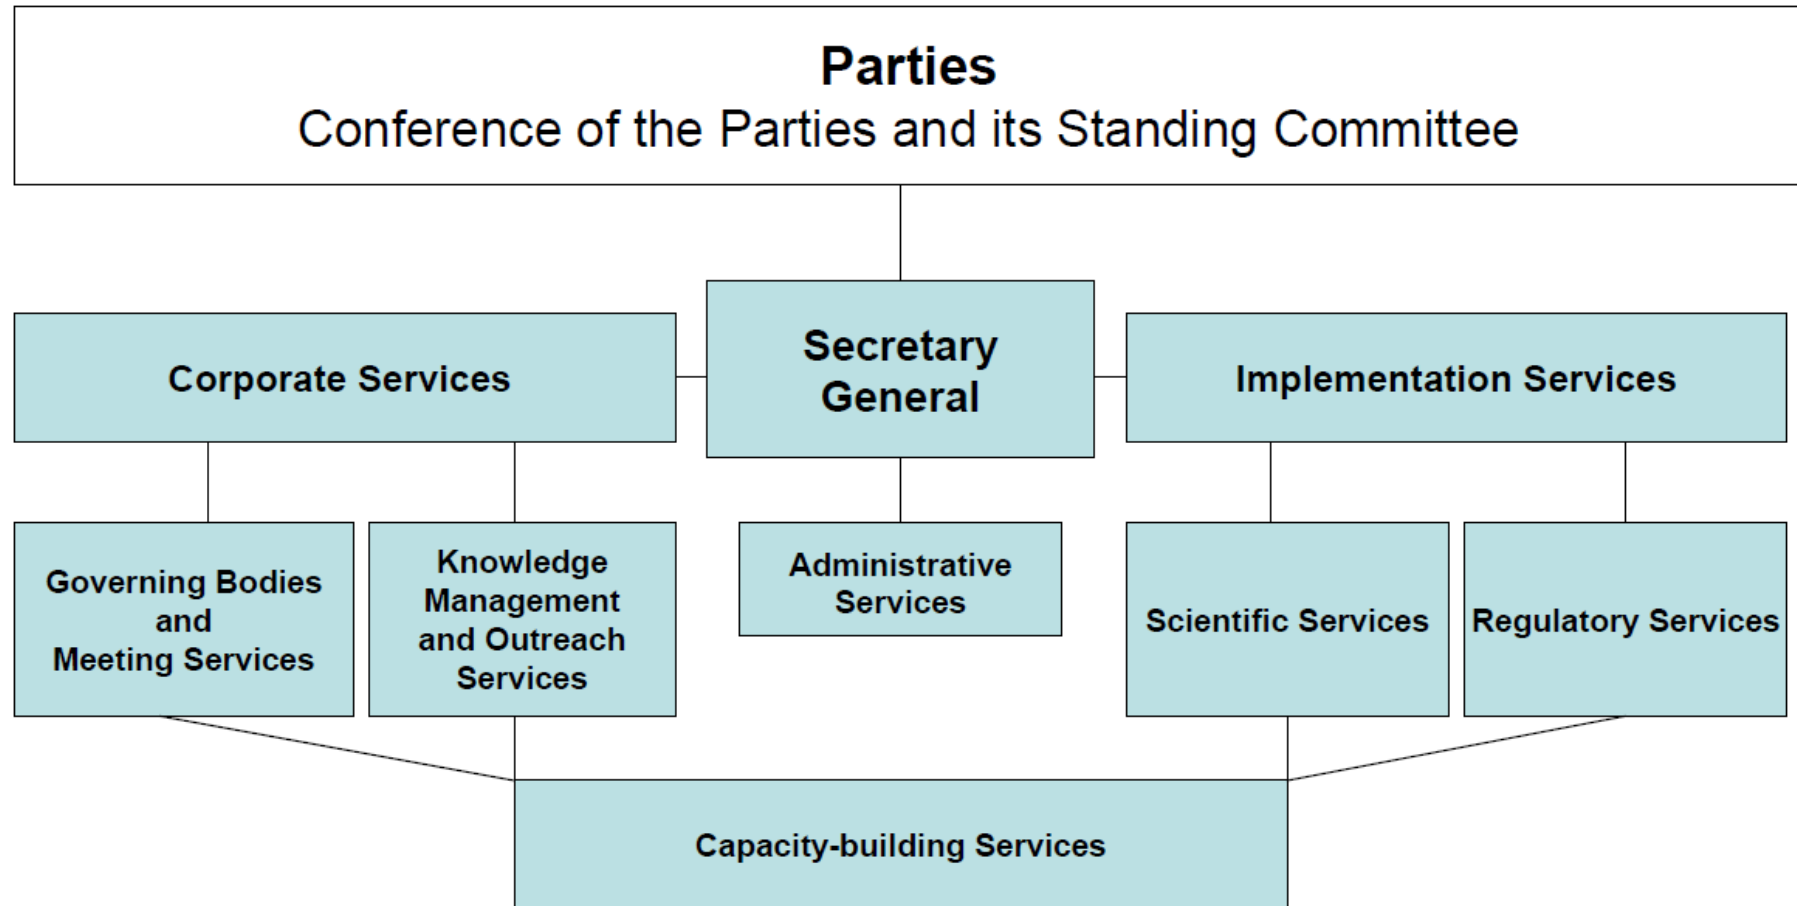 Parties
Conference of the Parties and its Standing Committee
Secretary
General
Corporate Services
Implementation Services
Governing Bodies
and
Meeting Services
Knowledge
Management
and Outreach
Services
Administrative
Services
Scientific Services
Regulatory Services
Capacity-building Services